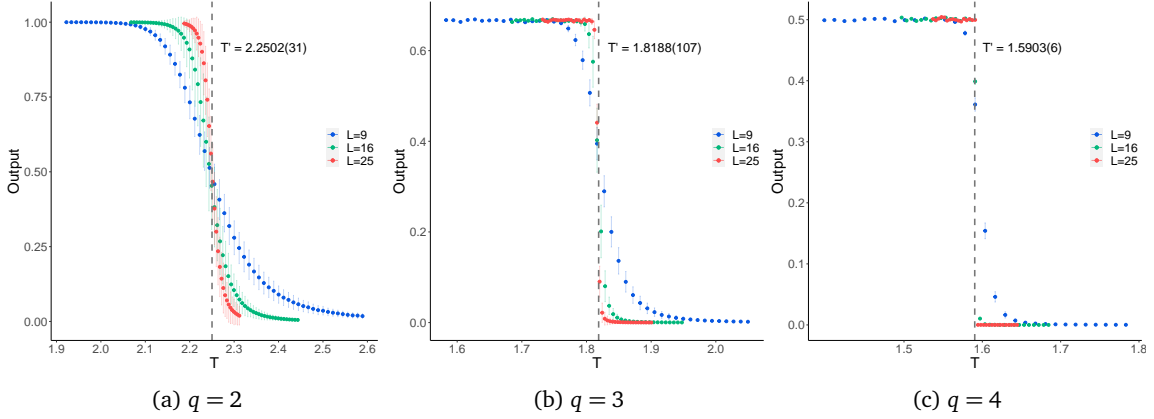 1.00
0.75
0.50
0.25
0.00
Output
T' = 2.2502(31)
L=9
L=16
L=25
1.9 2.0 2.1 2.2 2.3 2.4 2.5 2.6
T
(a) q = 2
0.6
0.4
0.2
0.0
Output
T' = 1.8188(107)
L=9
L=16
L=25
1.6 1.7 1.8 1.9 2.0
T
(b) q = 3
0.5
0.4
0.3
0.2
0.1
0.0
Output
T' = 1.5903(6)
L=9
L=16
L=25
1.5 1.6 1.7 1.8
T
(c) q = 4